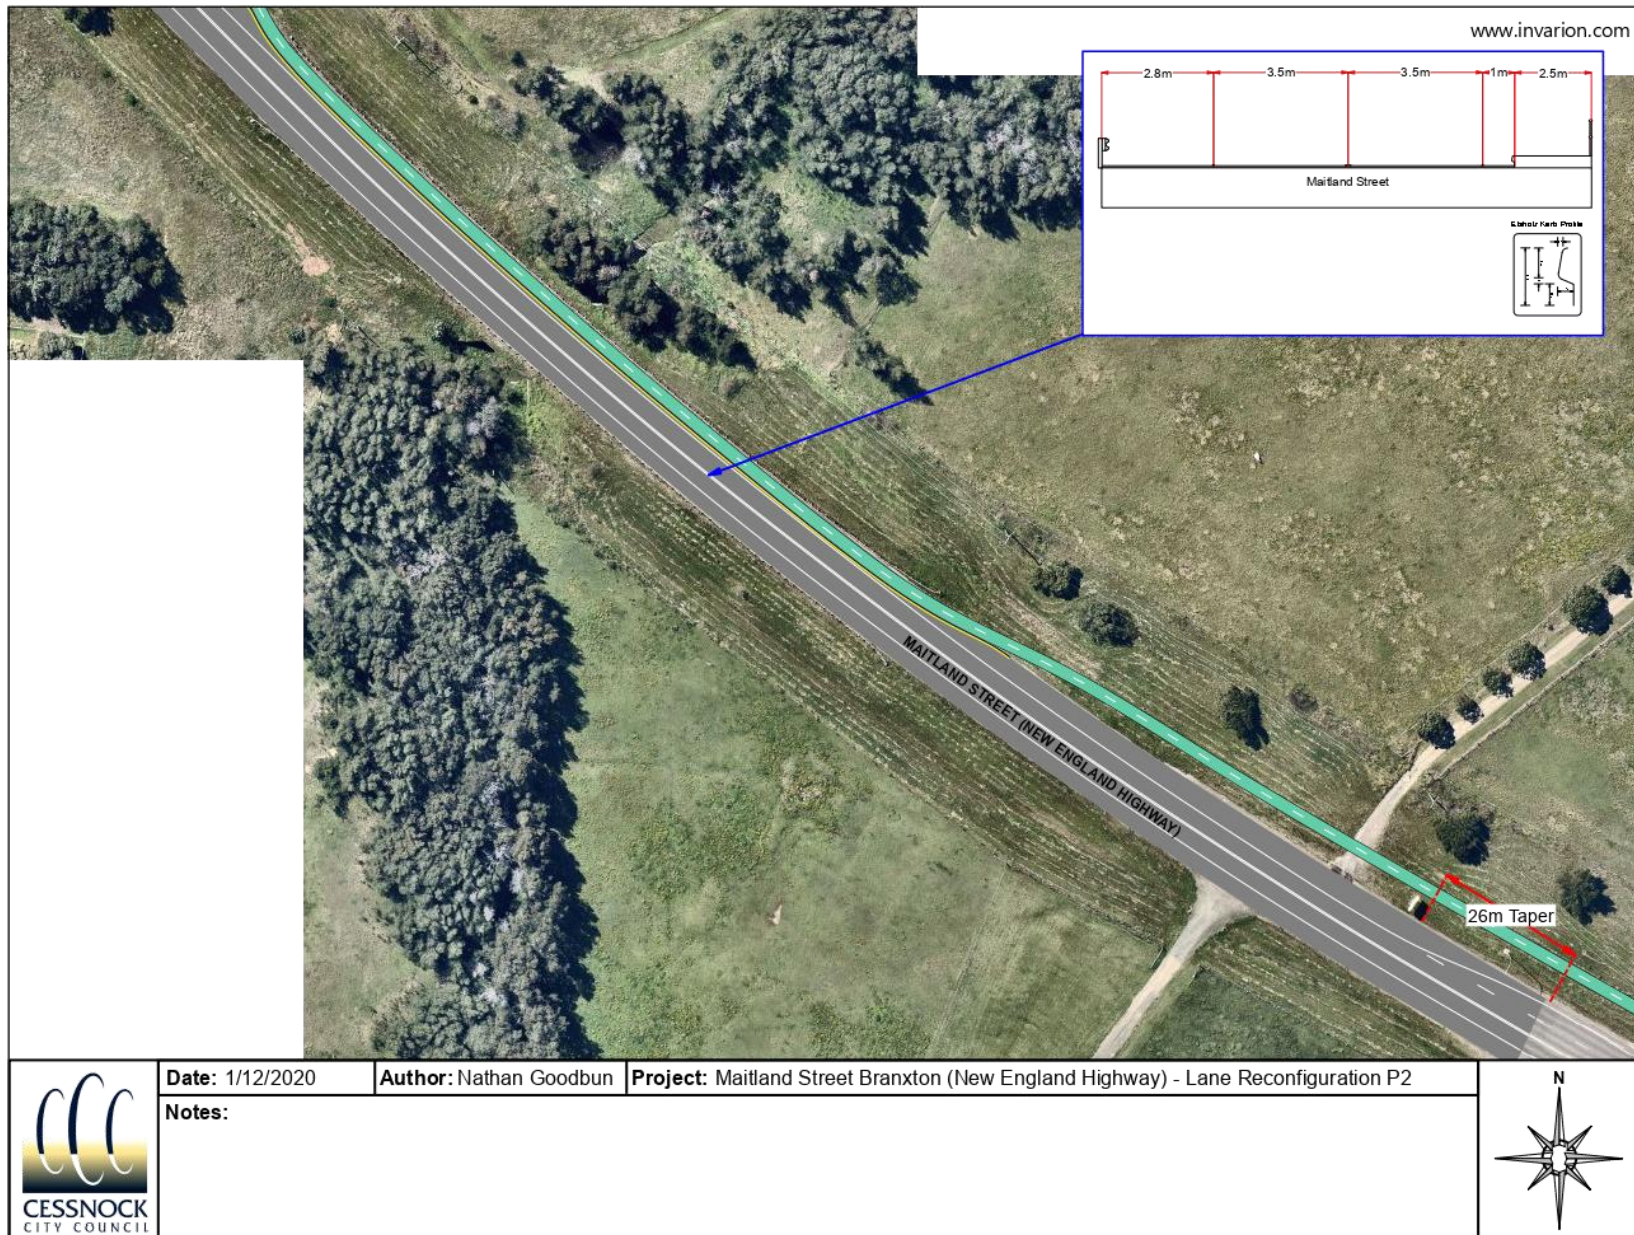 www.invarion.com
2.8m 3.5m 3.5m 1m 2.5m
Maitland Street
Kerb Profile
MAITLAND STREET (NEW ENGLAND HIGHWAY)
26m Taper
Date: 1/12/2020 Author: Nathan Goodbun Project: Maitland Street Branxton (New England Highway) - Lane Reconfiguration P2
Notes:
N
CESSNOCK
CITY COUNCIL